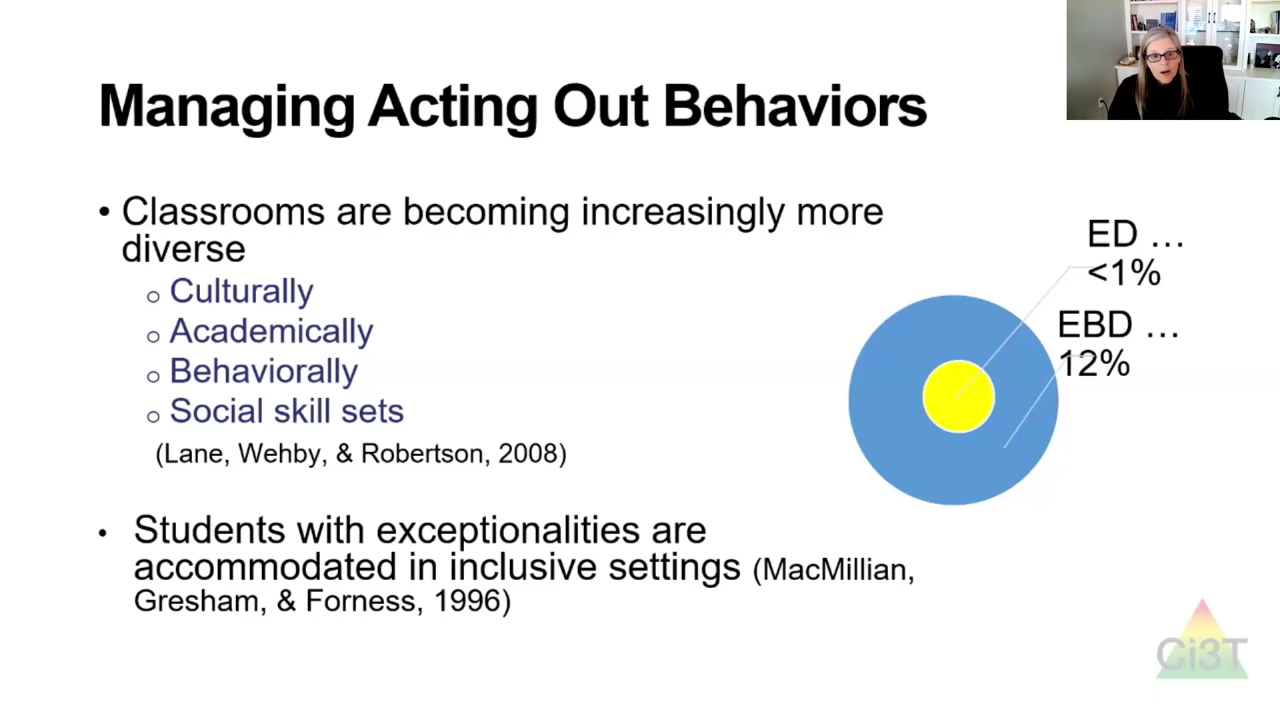 Managing Acting Out Behaviors
• Classrooms are becoming increasingly more
diverse
o Culturally
o Academically
o Behaviorally
o Social skill sets
(Lane, Wehby, & Robertson, 2008)
• Students with exceptionalities are
accommodated in inclusive settings (MacMillian,
Gresham, & Forness, 1996)
ED …
<1%
EBD …
12%
Ci3T